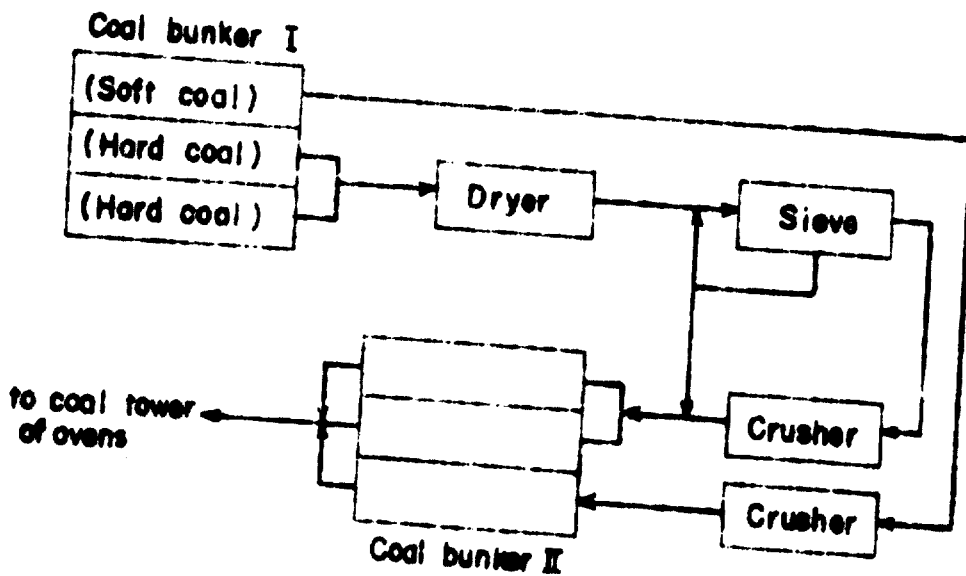 Coal bunker I
(Soft coal)
(Hard coal)
(Hard coal)
Dryer
Sieve
to coal tower
of ovens
Crusher
Crusher
Coal bunker II